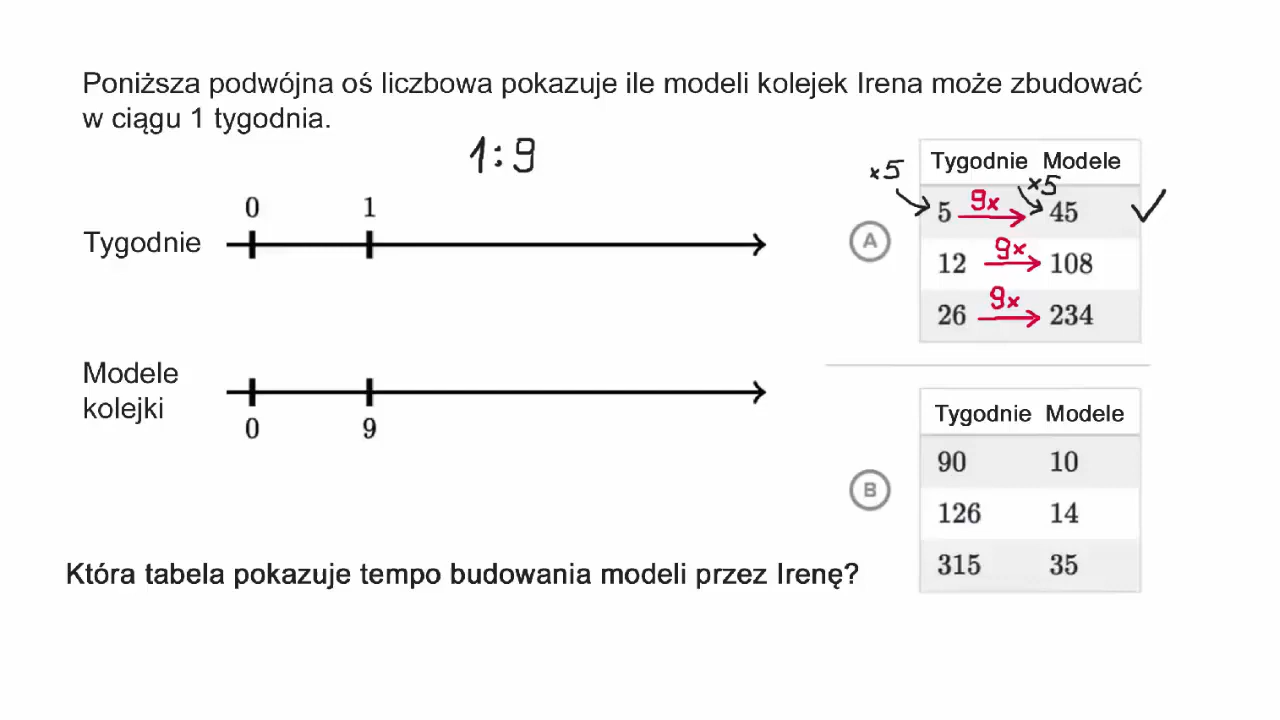 Poniższa podwójna oś liczbowa pokazuje ile modeli kolejek Irena może zbudować
w ciągu 1 tygodnia.
1:9
0 1
Tygodnie
Modele
kolejki
0 9
Która tabela pokazuje tempo budowania modeli przez Irenę?
×5
Tygodnie Modele
×5
A
5 9x 45
12 9x 108
26 9x 234
B
Tygodnie Modele
90 10
126 14
315 35